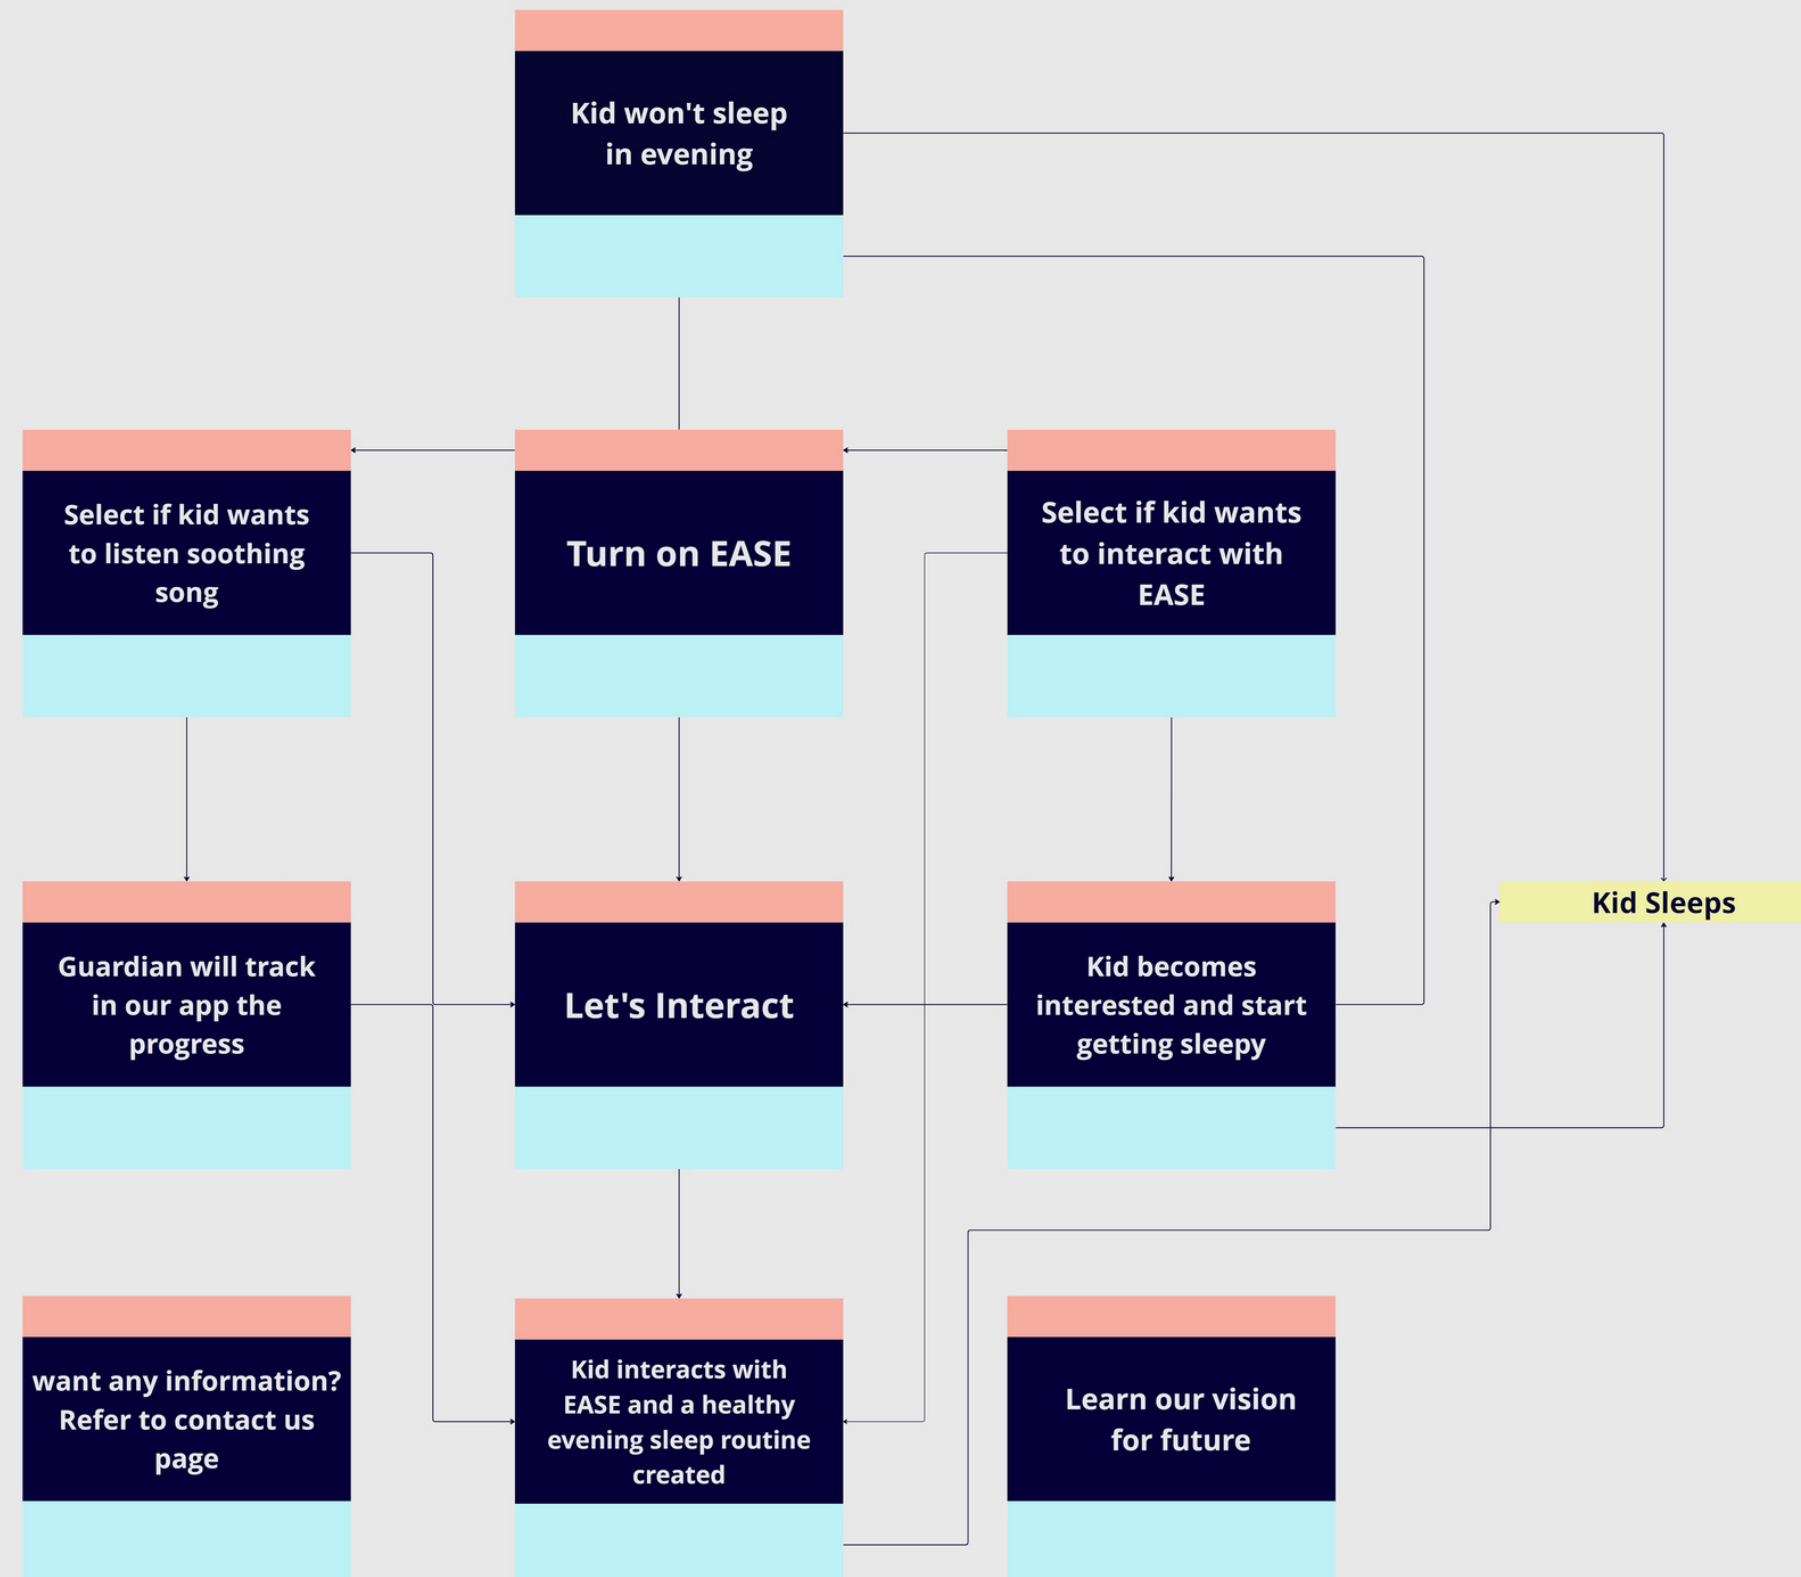 Kid won't sleep
in evening
Select if kid wants
to listen soothing
song
Turn on EASE
Select if kid wants
to interact with
EASE
Guardian will track
in our app the
progress
Let's Interact
Kid becomes
interested and start
getting sleepy
Kid Sleeps
want any information?
Refer to contact us
page
Kid interacts with
EASE and a healthy
evening sleep routine
created
Learn our vision
for future